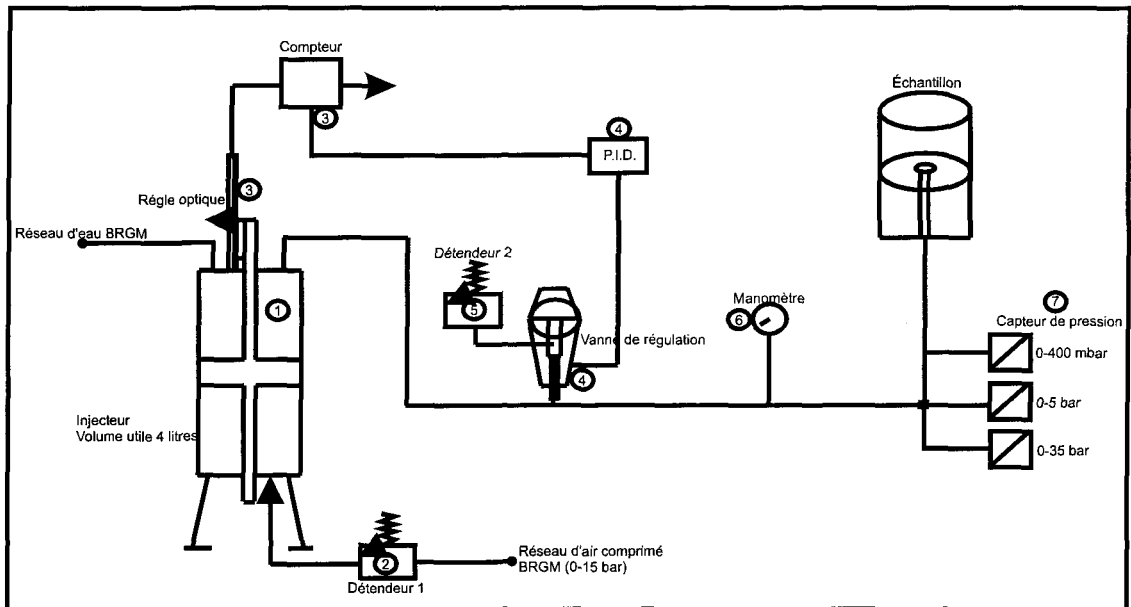 Compteur
3
Échantillon
4
P.I.D.
3
Régle optique
Réseau d'eau BRGM
Détendeur 2
5
1
Manomètre
6
7
Capteur de pression
Vanne de régulation
0-400 mbar
4
0-5 bar
Injecteur
Volume utile 4 litres
0-35 bar
2
Réseau d'air comprimé
BRGM (0-15 bar)
Détendeur 1